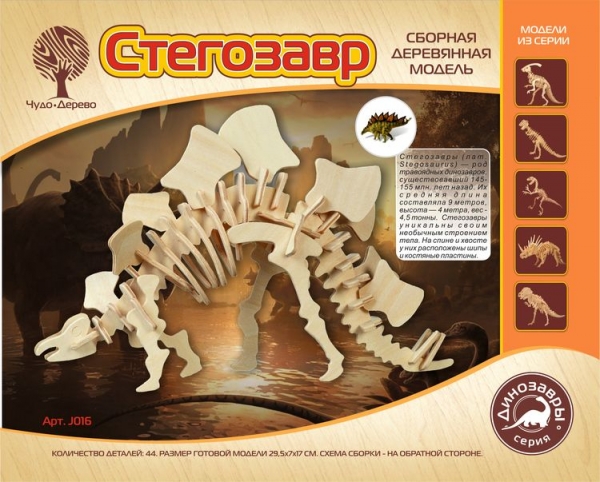 Чудо-Дерево
Стегозавр
СБОРНАЯ
ДЕРЕВЯННАЯ
МОДЕЛЬ
МОДЕЛИ
ИЗ СЕРИИ
Стегозавры (лат.
Stegosaurus) — род
травоядных динозавров,
существовавший 145-
155 млн. лет назад. Их
средняя длина
составляла 9 метров,
высота — 4 метра, вес -
4,5 тонны. Стегозавры
уникальны своим
необычным строением
тела. На спине и хвосте
у них расположены шипы
и костяные пластины.
Арт. J016
Динозавры
серия
КОЛИЧЕСТВО ДЕТАЛЕЙ: 44. РАЗМЕР ГОТОВОЙ МОДЕЛИ 29,5х7х17 СМ. СХЕМА СБОРКИ - НА ОБРАТНОЙ СТОРОНЕ.